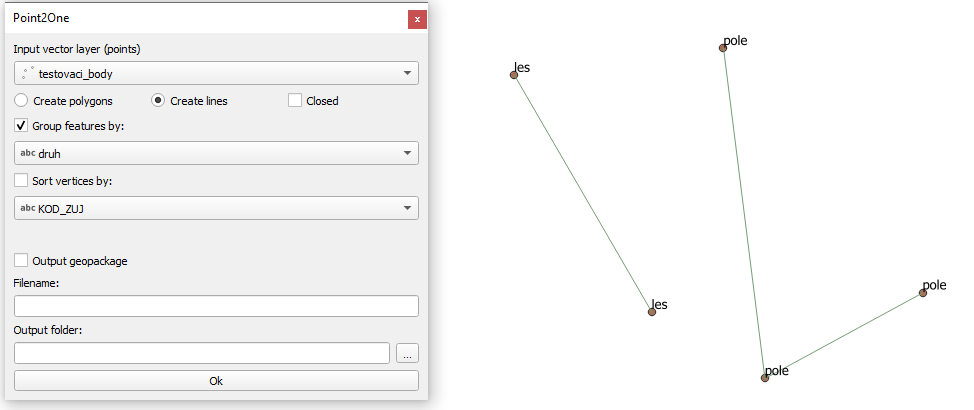 Point2One
x
Input vector layer (points)
testovaci_body
Create polygons Create lines Closed
Group features by:
abc druh
Sort vertices by:
abc KOD_ZUJ
Output geopackage
Filename:
Output folder:
...
Ok
les
pole
les
pole
pole